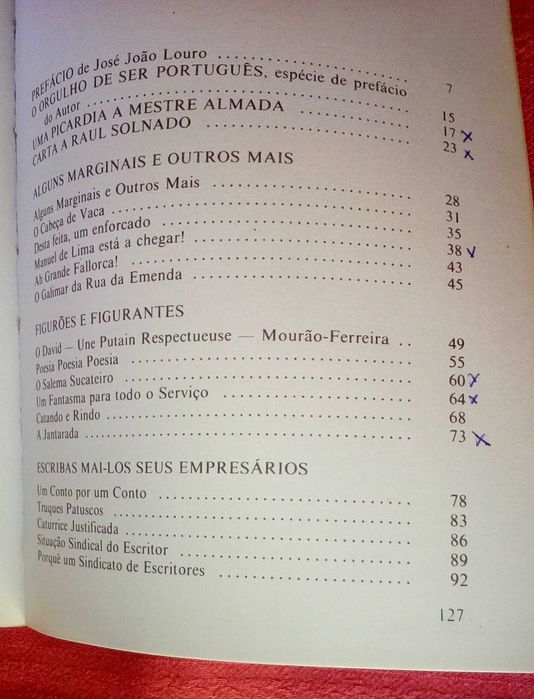 PREFÁCIO de José João Louro .............................. 7
O ORGULHO DE SER PORTUGUÊS, espécie de prefácio
do Autor .................................................. 15
UMA PICARDIA A MESTRE ALMADA .............. 17 x
CARTA A RAUL SOLNADO .......................... 23 x
ALGUNS MARGINAIS E OUTROS MAIS
Alguns Marginais e Outros Mais .......................... 28
O Cabeça de Vaca ........................................ 31
Desta feita, um enforcado ................................ 35
Manuel de Lima está a chegar! ............................ 38 v
Ah Grande Fallorca! ...................................... 43
O Galimar da Rua da Emenda .............................. 45
FIGURÕES E FIGURANTES
O David — Une Putain Respectueuse — Mourão-Ferreira .. 49
Poesia Poesia Poesia ...................................... 55
O Salema Sucateiro ........................................ 60 x
Um Fantasma para todo o Serviço .......................... 64 x
Catando e Rindo .......................................... 68
A Jantarada .............................................. 73 x
ESCRIBAS MAI-LOS SEUS EMPRESÁRIOS
Um Conto por um Conto .................................. 78
Truques Patuscos .......................................... 83
Caturrice Justificada ...................................... 86
Situação Sindical do Escritor .............................. 89
Porquê um Sindicato de Escritores .......................... 92
127